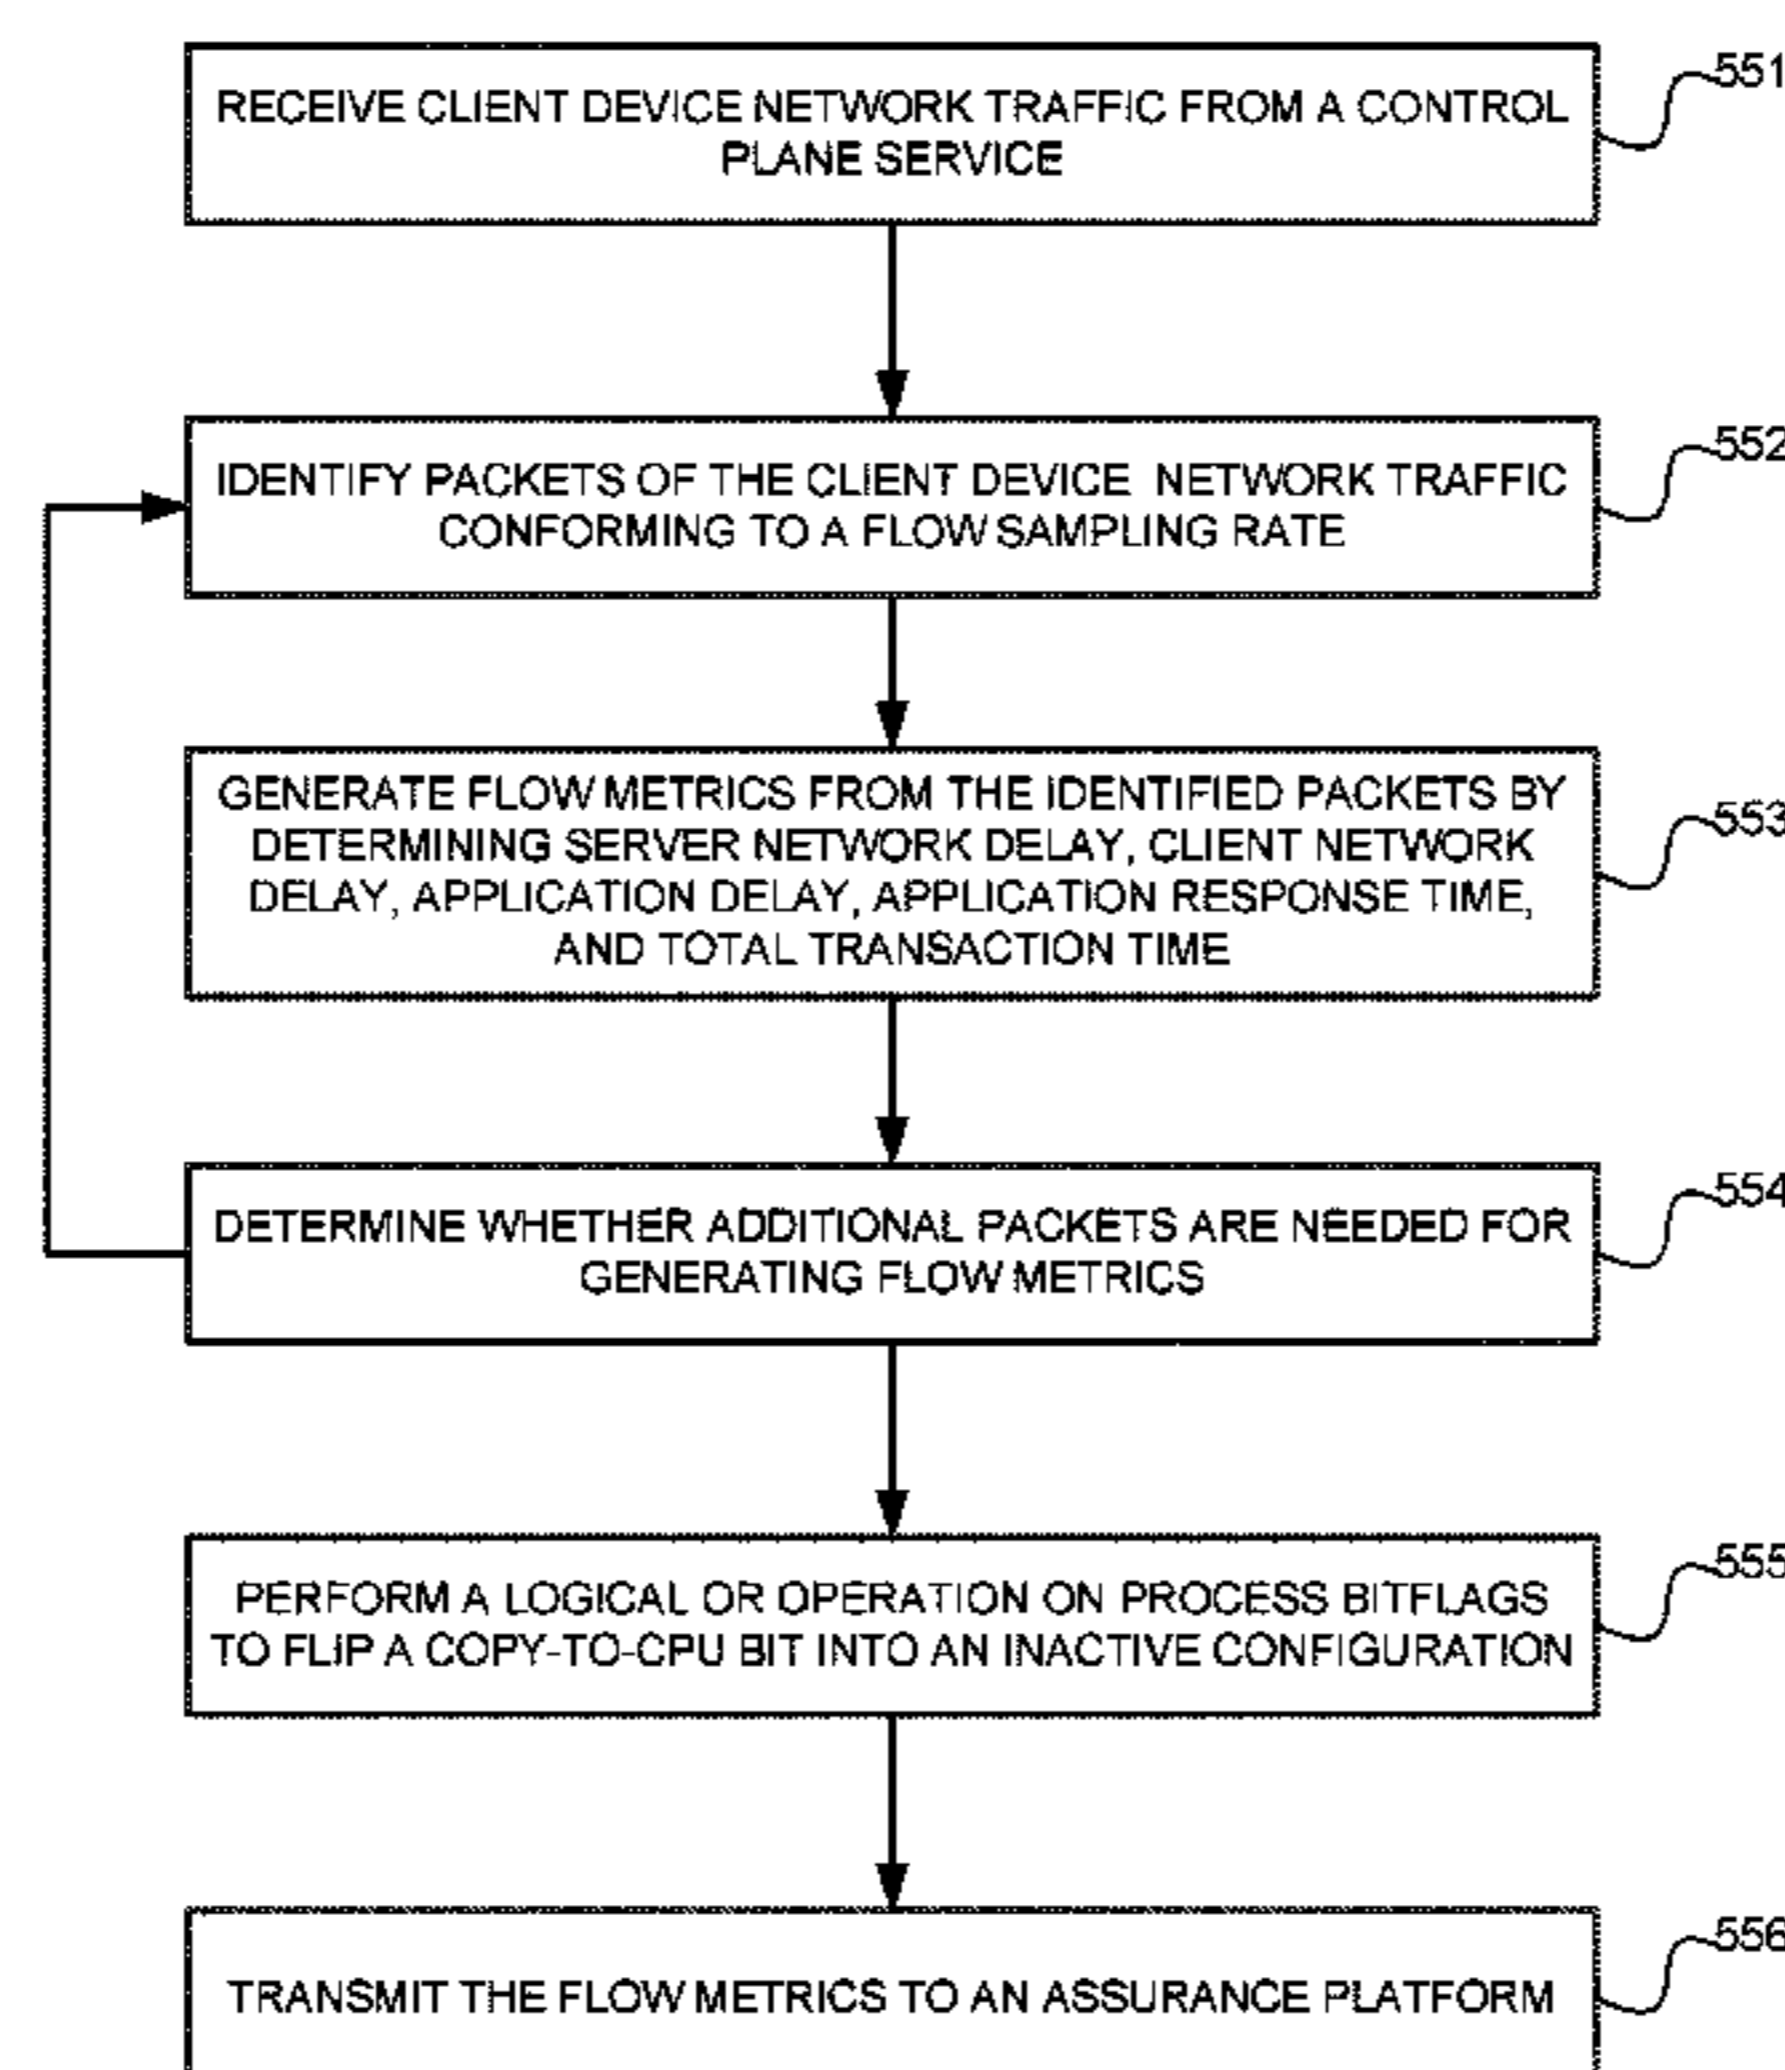 RECEIVE CLIENT DEVICE NETWORK TRAFFIC FROM A CONTROL
PLANE SERVICE
551
IDENTIFY PACKETS OF THE CLIENT DEVICE NETWORK TRAFFIC
CONFORMING TO A FLOW SAMPLING RATE
552
GENERATE FLOW METRICS FROM THE IDENTIFIED PACKETS BY
DETERMINING SERVER NETWORK DELAY, CLIENT NETWORK
DELAY, APPLICATION DELAY, APPLICATION RESPONSE TIME,
AND TOTAL TRANSACTION TIME
553
DETERMINE WHETHER ADDITIONAL PACKETS ARE NEEDED FOR
GENERATING FLOW METRICS
554
PERFORM A LOGICAL OR OPERATION ON PROCESS BITFLAGS
TO FLIP A COPY-TO-CPU BIT INTO AN INACTIVE CONFIGURATION
555
TRANSMIT THE FLOW METRICS TO AN ASSURANCE PLATFORM
556